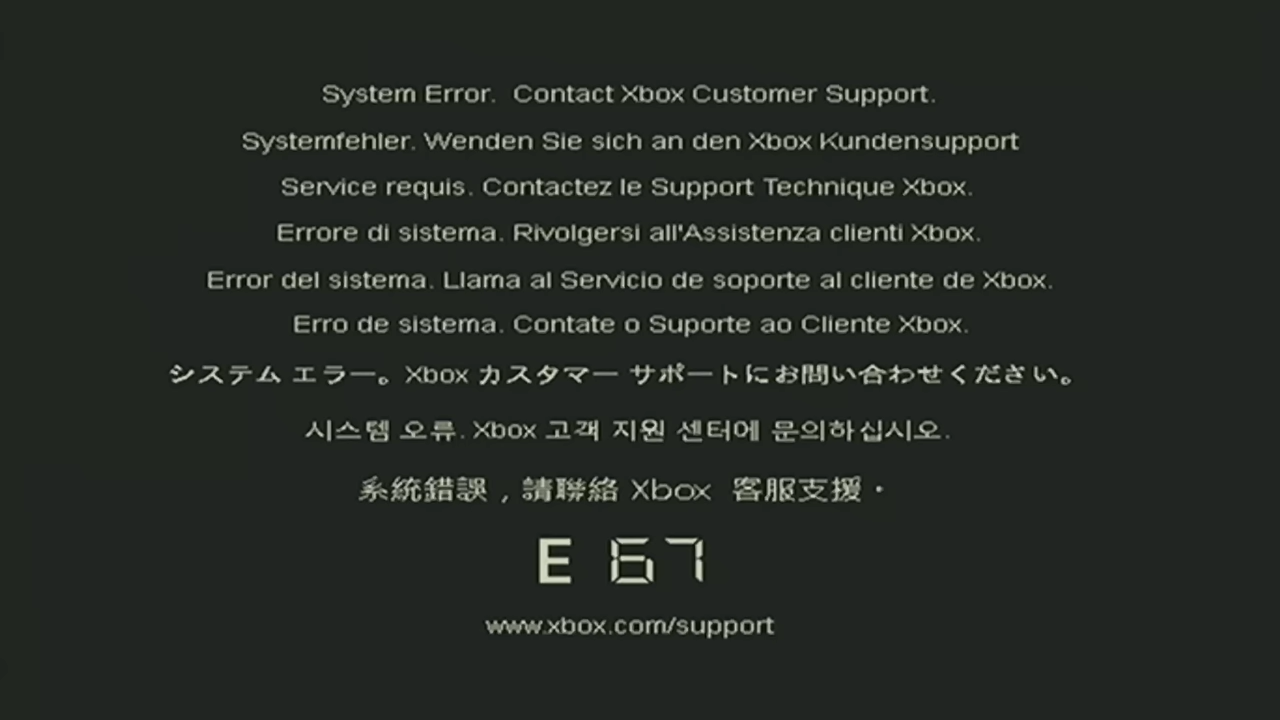 System Error.  Contact Xbox Customer Support.
Systemfehler. Wenden Sie sich an den Xbox Kundensupport
Service requis. Contactez le Support Technique Xbox.
Errore di sistema. Rivolgersi all'Assistenza clienti Xbox.
Error del sistema. Llama al Servicio de soporte al cliente de Xbox.
Erro de sistema. Contate o Suporte ao Cliente Xbox.
システム エラー。Xbox カスタマー サポートにお問い合わせください。
시스템 오류. Xbox 고객 지원 센터에 문의하십시오.
系統錯誤，請聯絡 Xbox 客服支援・
E 67
www.xbox.com/support